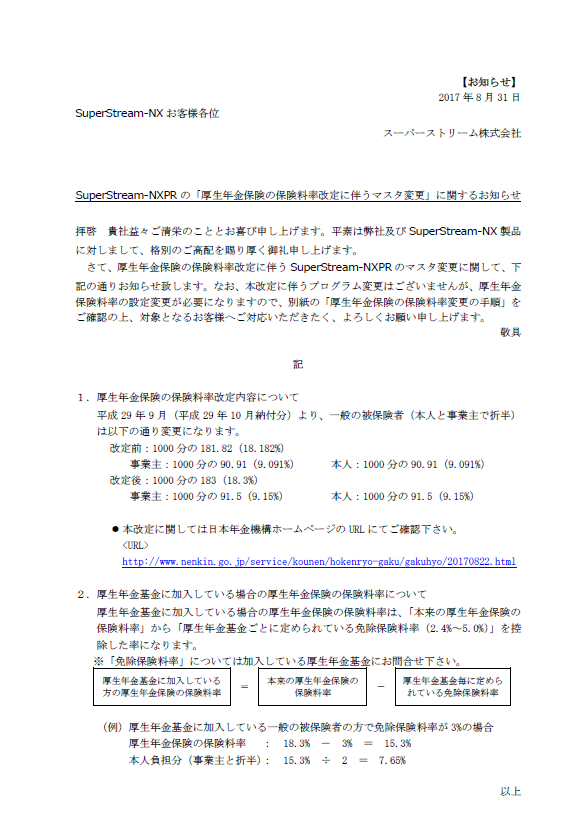 【お知らせ】
2017 年 8 月 31 日
SuperStream-NX お客様各位
スーパーストリーム株式会社
SuperStream-NXPR の「厚生年金保険の保険料率改定に伴うマスタ変更」に関するお知らせ
拝啓　貴社益々ご清栄のこととお喜び申し上げます。平素は弊社及び SuperStream-NX 製品
に対しまして、格別のご高配を賜り厚く御礼申し上げます。
さて、厚生年金保険の保険料率改定に伴う SuperStream-NXPR のマスタ変更に関して、下
記の通りお知らせ致します。なお、本改定に伴うプログラム変更はございませんが、厚生年金
保険料率の設定変更が必要になりますので、別紙の「厚生年金保険の保険料率変更の手順」を
ご確認の上、対象となるお客様へご対応いただきたく、よろしくお願い申し上げます。
敬具
記
１．厚生年金保険の保険料率改定内容について
平成 29 年 9 月（平成 29 年 10 月納付分）より、一般の被保険者（本人と事業主で折半）
は以下の通り変更になります。
改定前：1000 分の 181.82（18.182%）
事業主：1000 分の 90.91（9.091%）　　本人：1000 分の 90.91（9.091%）
改定後：1000 分の 183（18.3%）
事業主：1000 分の 91.5（9.15%）　　本人：1000 分の 91.5（9.15%）
● 本改定に関しては日本年金機構ホームページの URL にてご確認下さい。
<URL>
http://www.nenkin.go.jp/service/kounen/hokenryo-gaku/gakuhyo/20170822.html
２．厚生年金基金に加入している場合の厚生年金保険の保険料率について
厚生年金基金に加入している場合の厚生年金保険の保険料率は、「本来の厚生年金保険の
保険料率」から「厚生年金基金ごとに定められている免除保険料率（2.4%～5.0%）」を控
除した率になります。
※「免除保険料率」については加入している厚生年金基金にお問合せ下さい。
厚生年金基金に加入している
方の厚生年金保険の保険料率
＝
本来の厚生年金保険の
保険料率
－
厚生年金基金毎に定めら
れている免除保険料率
（例）厚生年金基金に加入している一般の被保険者の方で免除保険料率が 3%の場合
厚生年金保険の保険料率　：　18.3%　－　3%　＝　15.3%
本人負担分（事業主と折半）：　15.3%　÷　2　＝　7.65%
以上